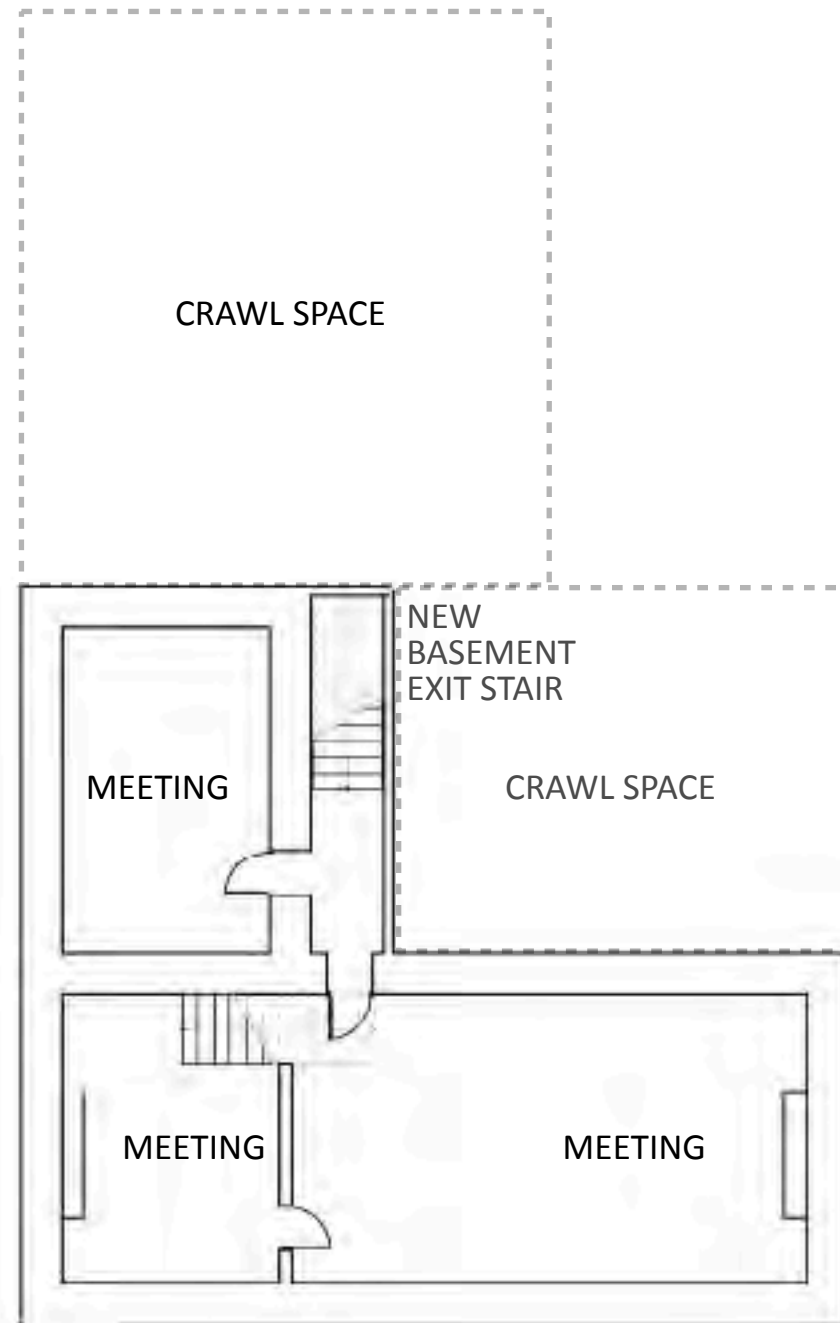 CRAWL SPACE
NEW
BASEMENT
EXIT STAIR
MEETING
CRAWL SPACE
MEETING
MEETING